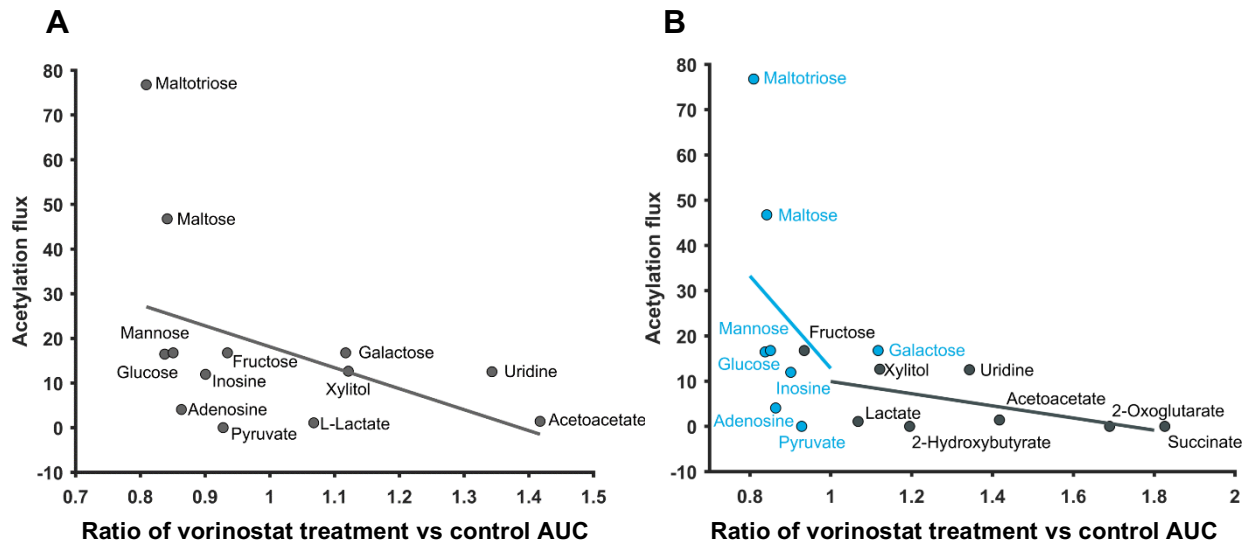 A
Acetylation flux
80
70
60
50
40
30
20
10
0
-10
Maltotriose
Maltose
Mannose
Glucose
Fructose
Inosine
Galactose
Xylitol
Uridine
Adenosine
Pyruvate
L-Lactate
Acetoacetate
0.7 0.8 0.9 1 1.1 1.2 1.3 1.4 1.5
Ratio of vorinostat treatment vs control AUC
B
Acetylation flux
80
70
60
50
40
30
20
10
0
-10
Maltotriose
Maltose
Mannose
Fructose
Glucose
Galactose
Xylitol
Uridine
Inosine
Adenosine
Lactate
Acetoacetate
2-Oxoglutarate
Pyruvate
2-Hydroxybutyrate
Succinate
0.8 1 1.2 1.4 1.6 1.8 2
Ratio of vorinostat treatment vs control AUC